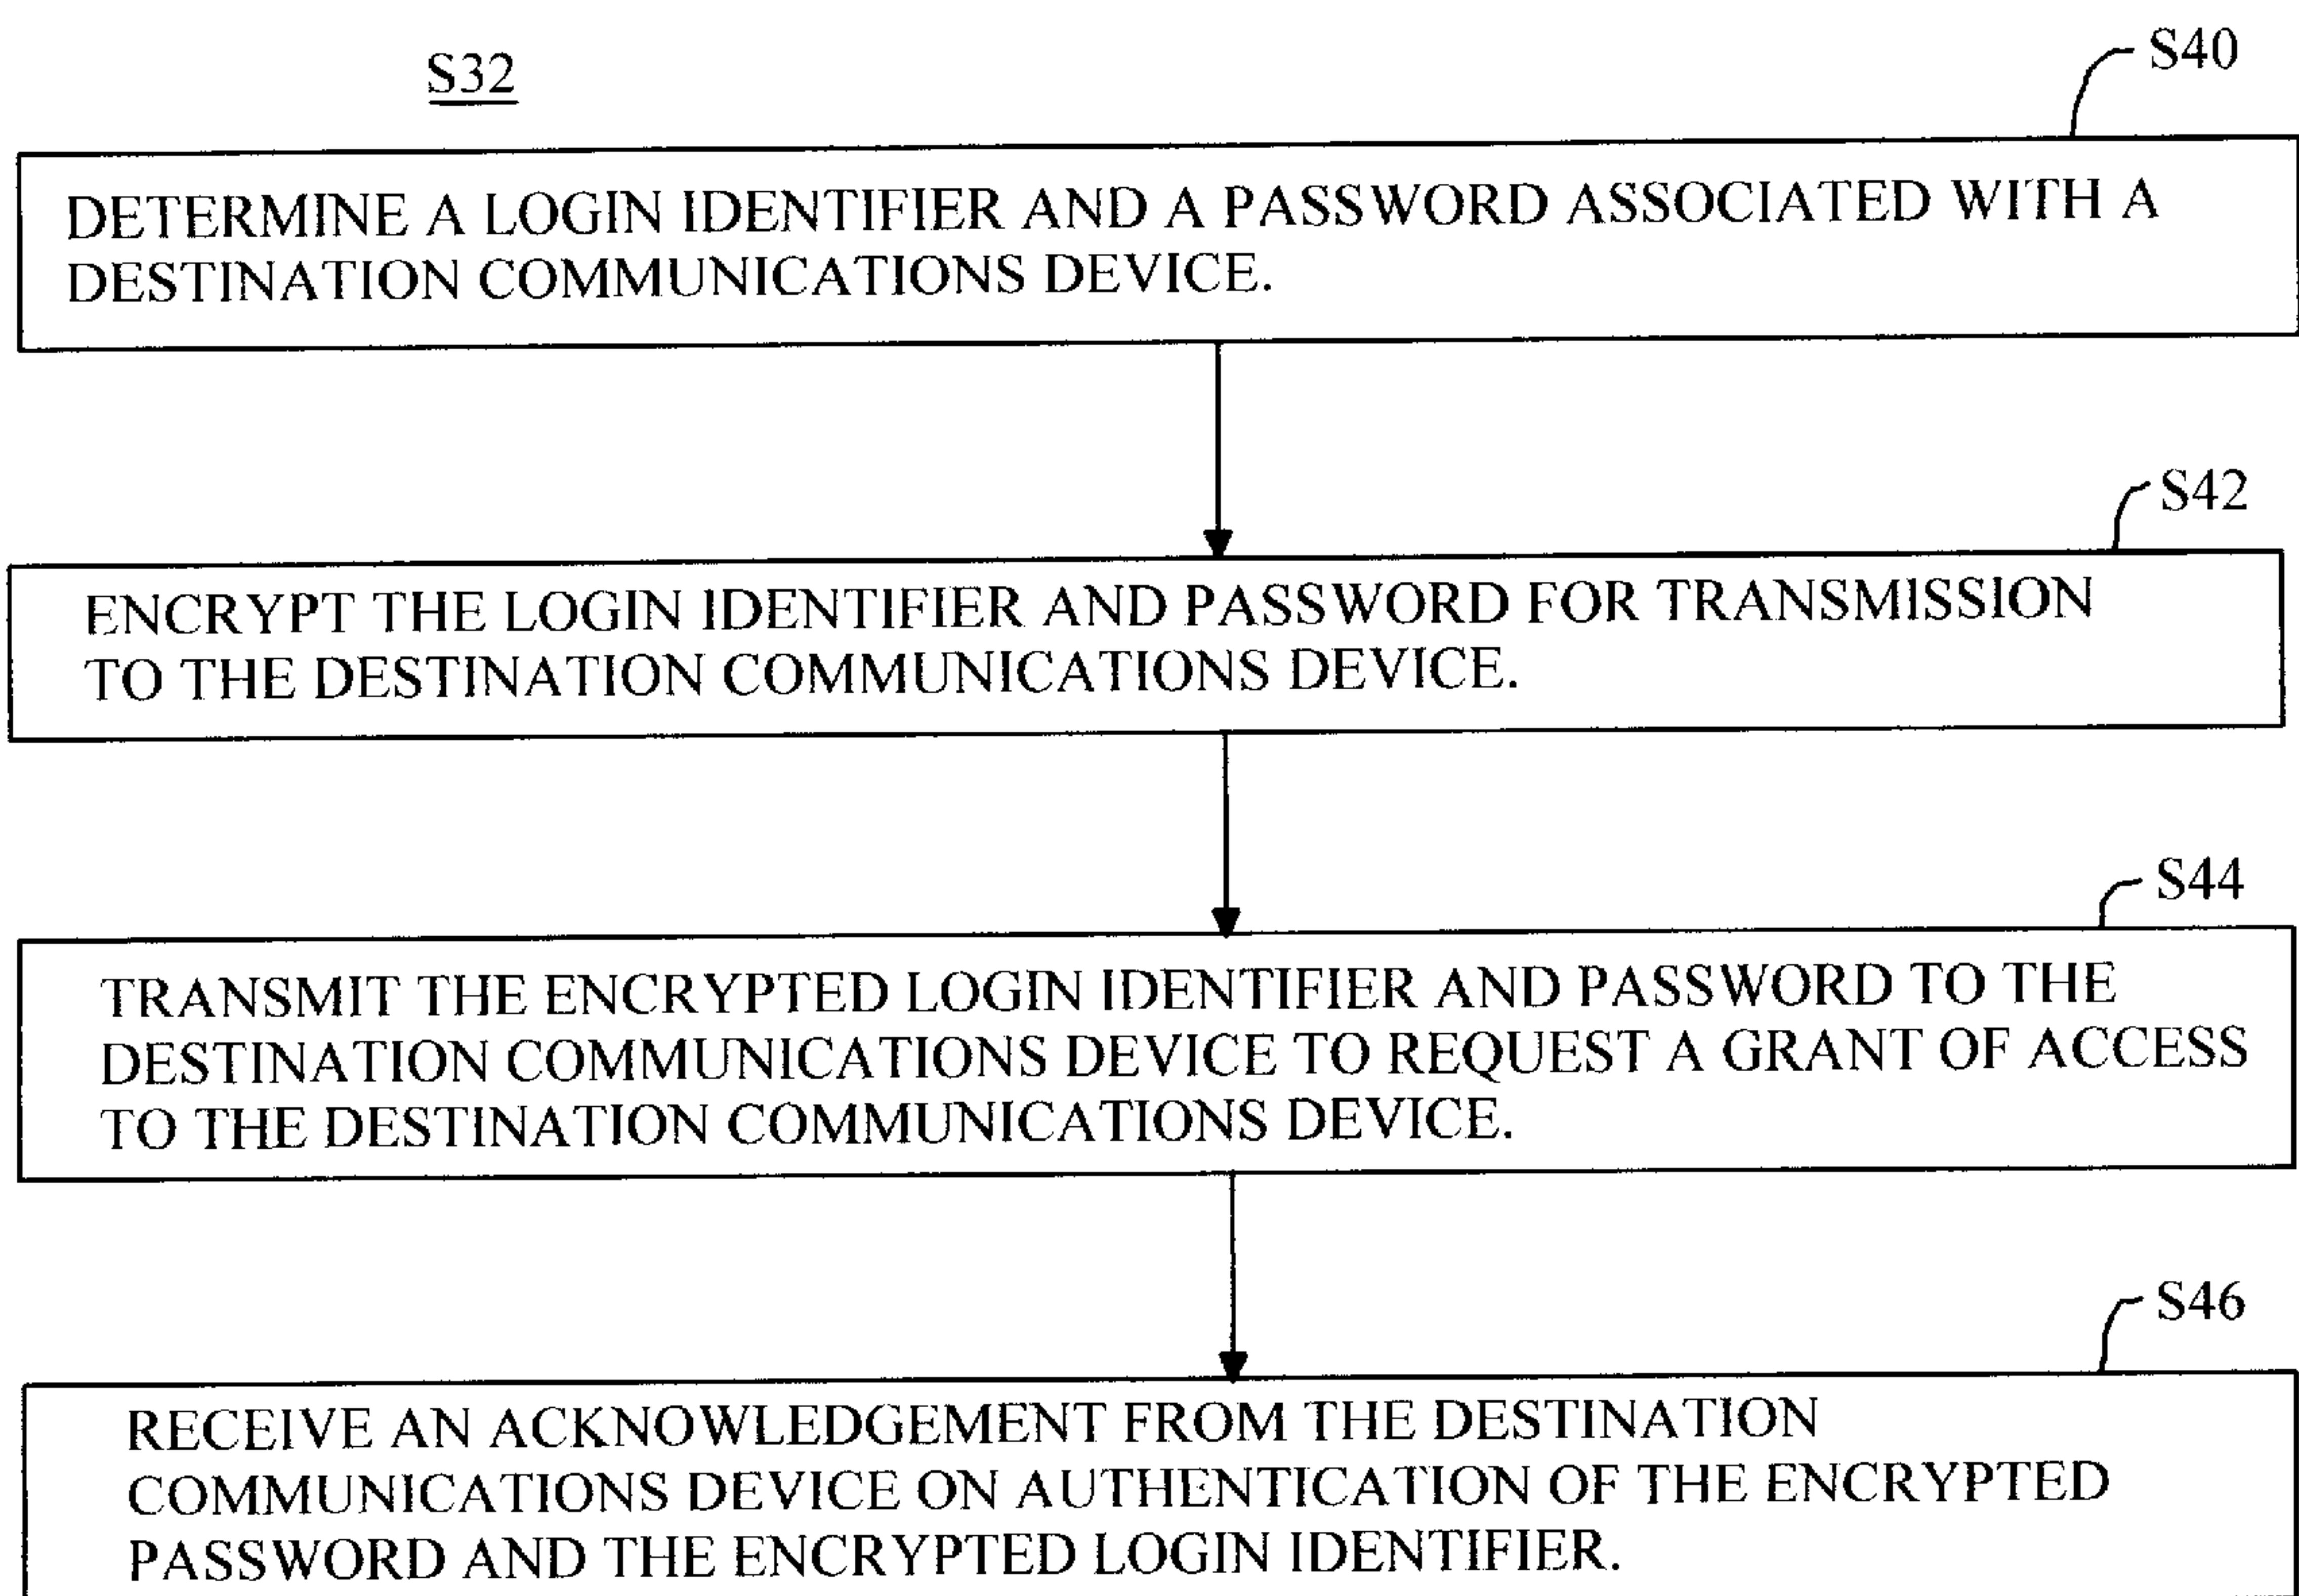 S32
S40
DETERMINE A LOGIN IDENTIFIER AND A PASSWORD ASSOCIATED WITH A
DESTINATION COMMUNICATIONS DEVICE.
S42
ENCRYPT THE LOGIN IDENTIFIER AND PASSWORD FOR TRANSMISSION
TO THE DESTINATION COMMUNICATIONS DEVICE.
S44
TRANSMIT THE ENCRYPTED LOGIN IDENTIFIER AND PASSWORD TO THE
DESTINATION COMMUNICATIONS DEVICE TO REQUEST A GRANT OF ACCESS
TO THE DESTINATION COMMUNICATIONS DEVICE.
S46
RECEIVE AN ACKNOWLEDGEMENT FROM THE DESTINATION
COMMUNICATIONS DEVICE ON AUTHENTICATION OF THE ENCRYPTED
PASSWORD AND THE ENCRYPTED LOGIN IDENTIFIER.